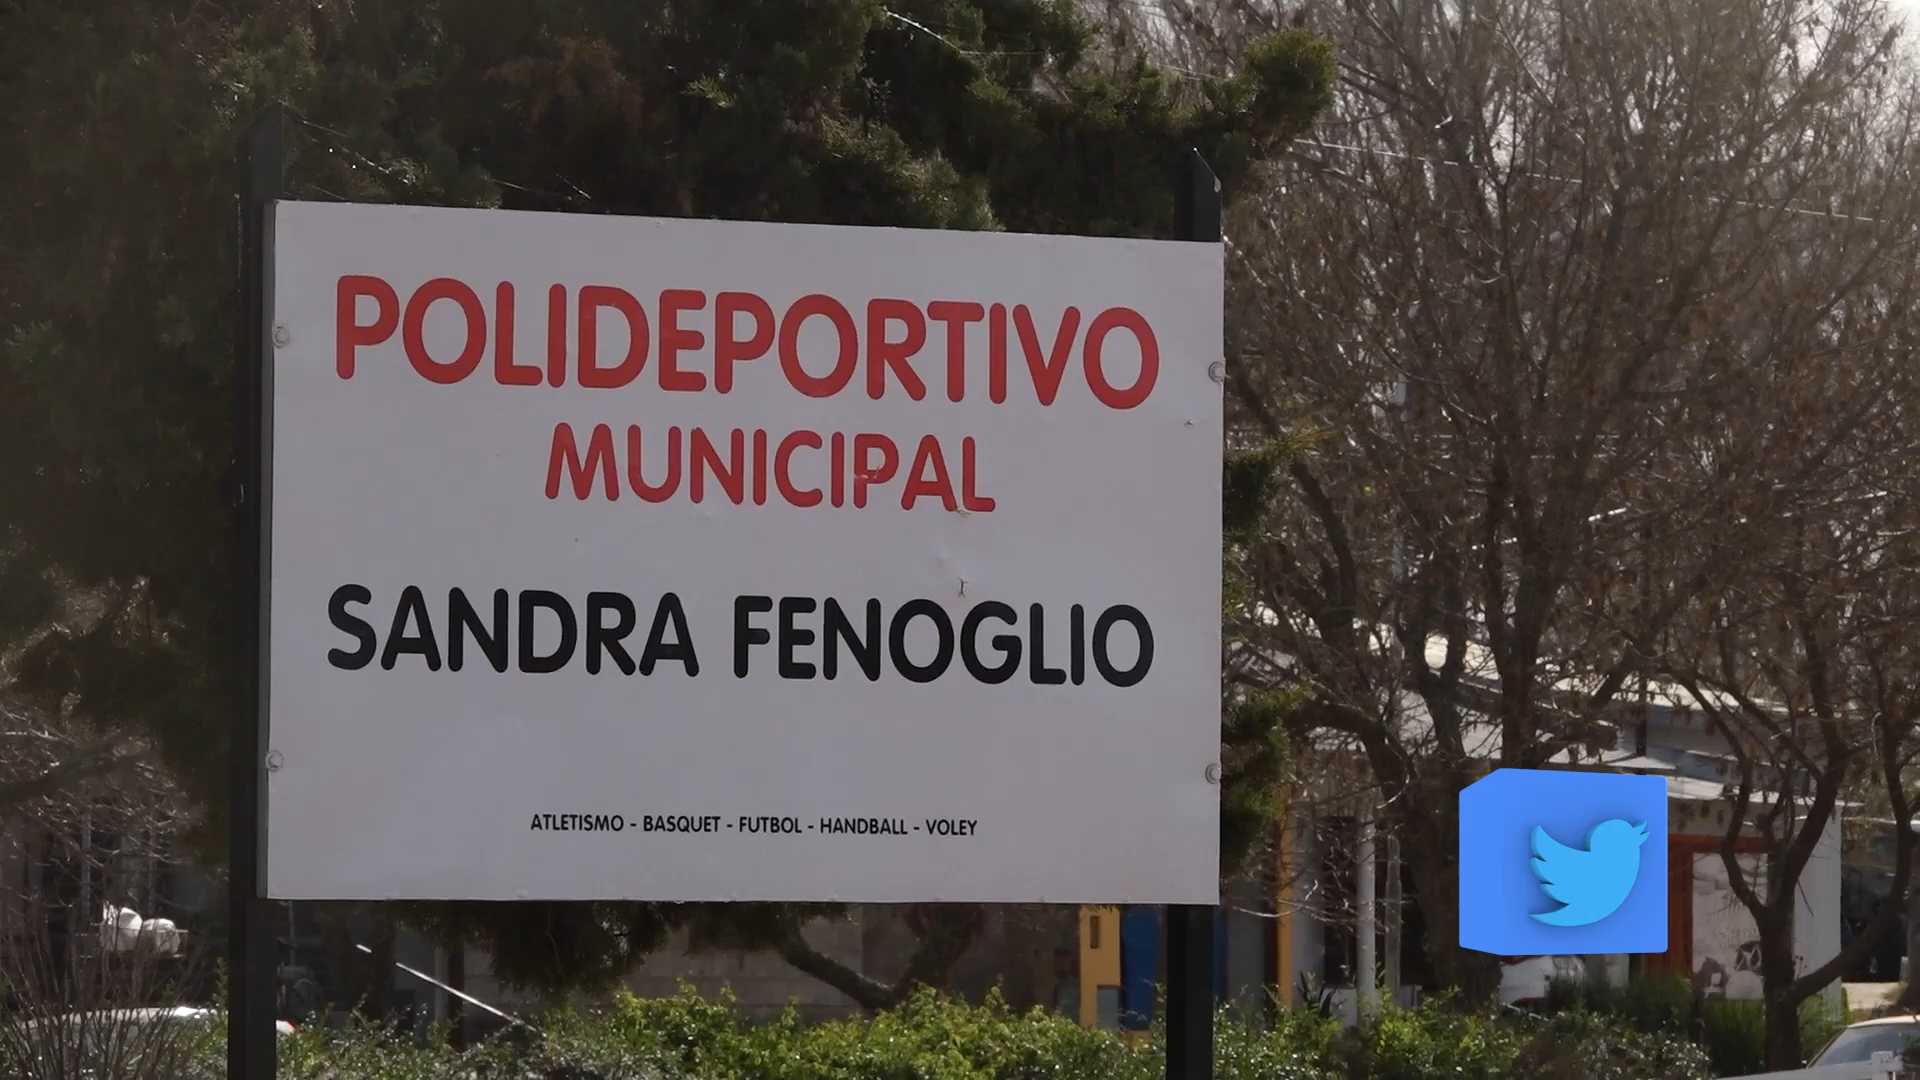 POLIDEPORTIVO
MUNICIPAL
SANDRA FENOGLIO
ATLETISMO - BASQUET - FUTBOL - HANDBALL - VOLEY